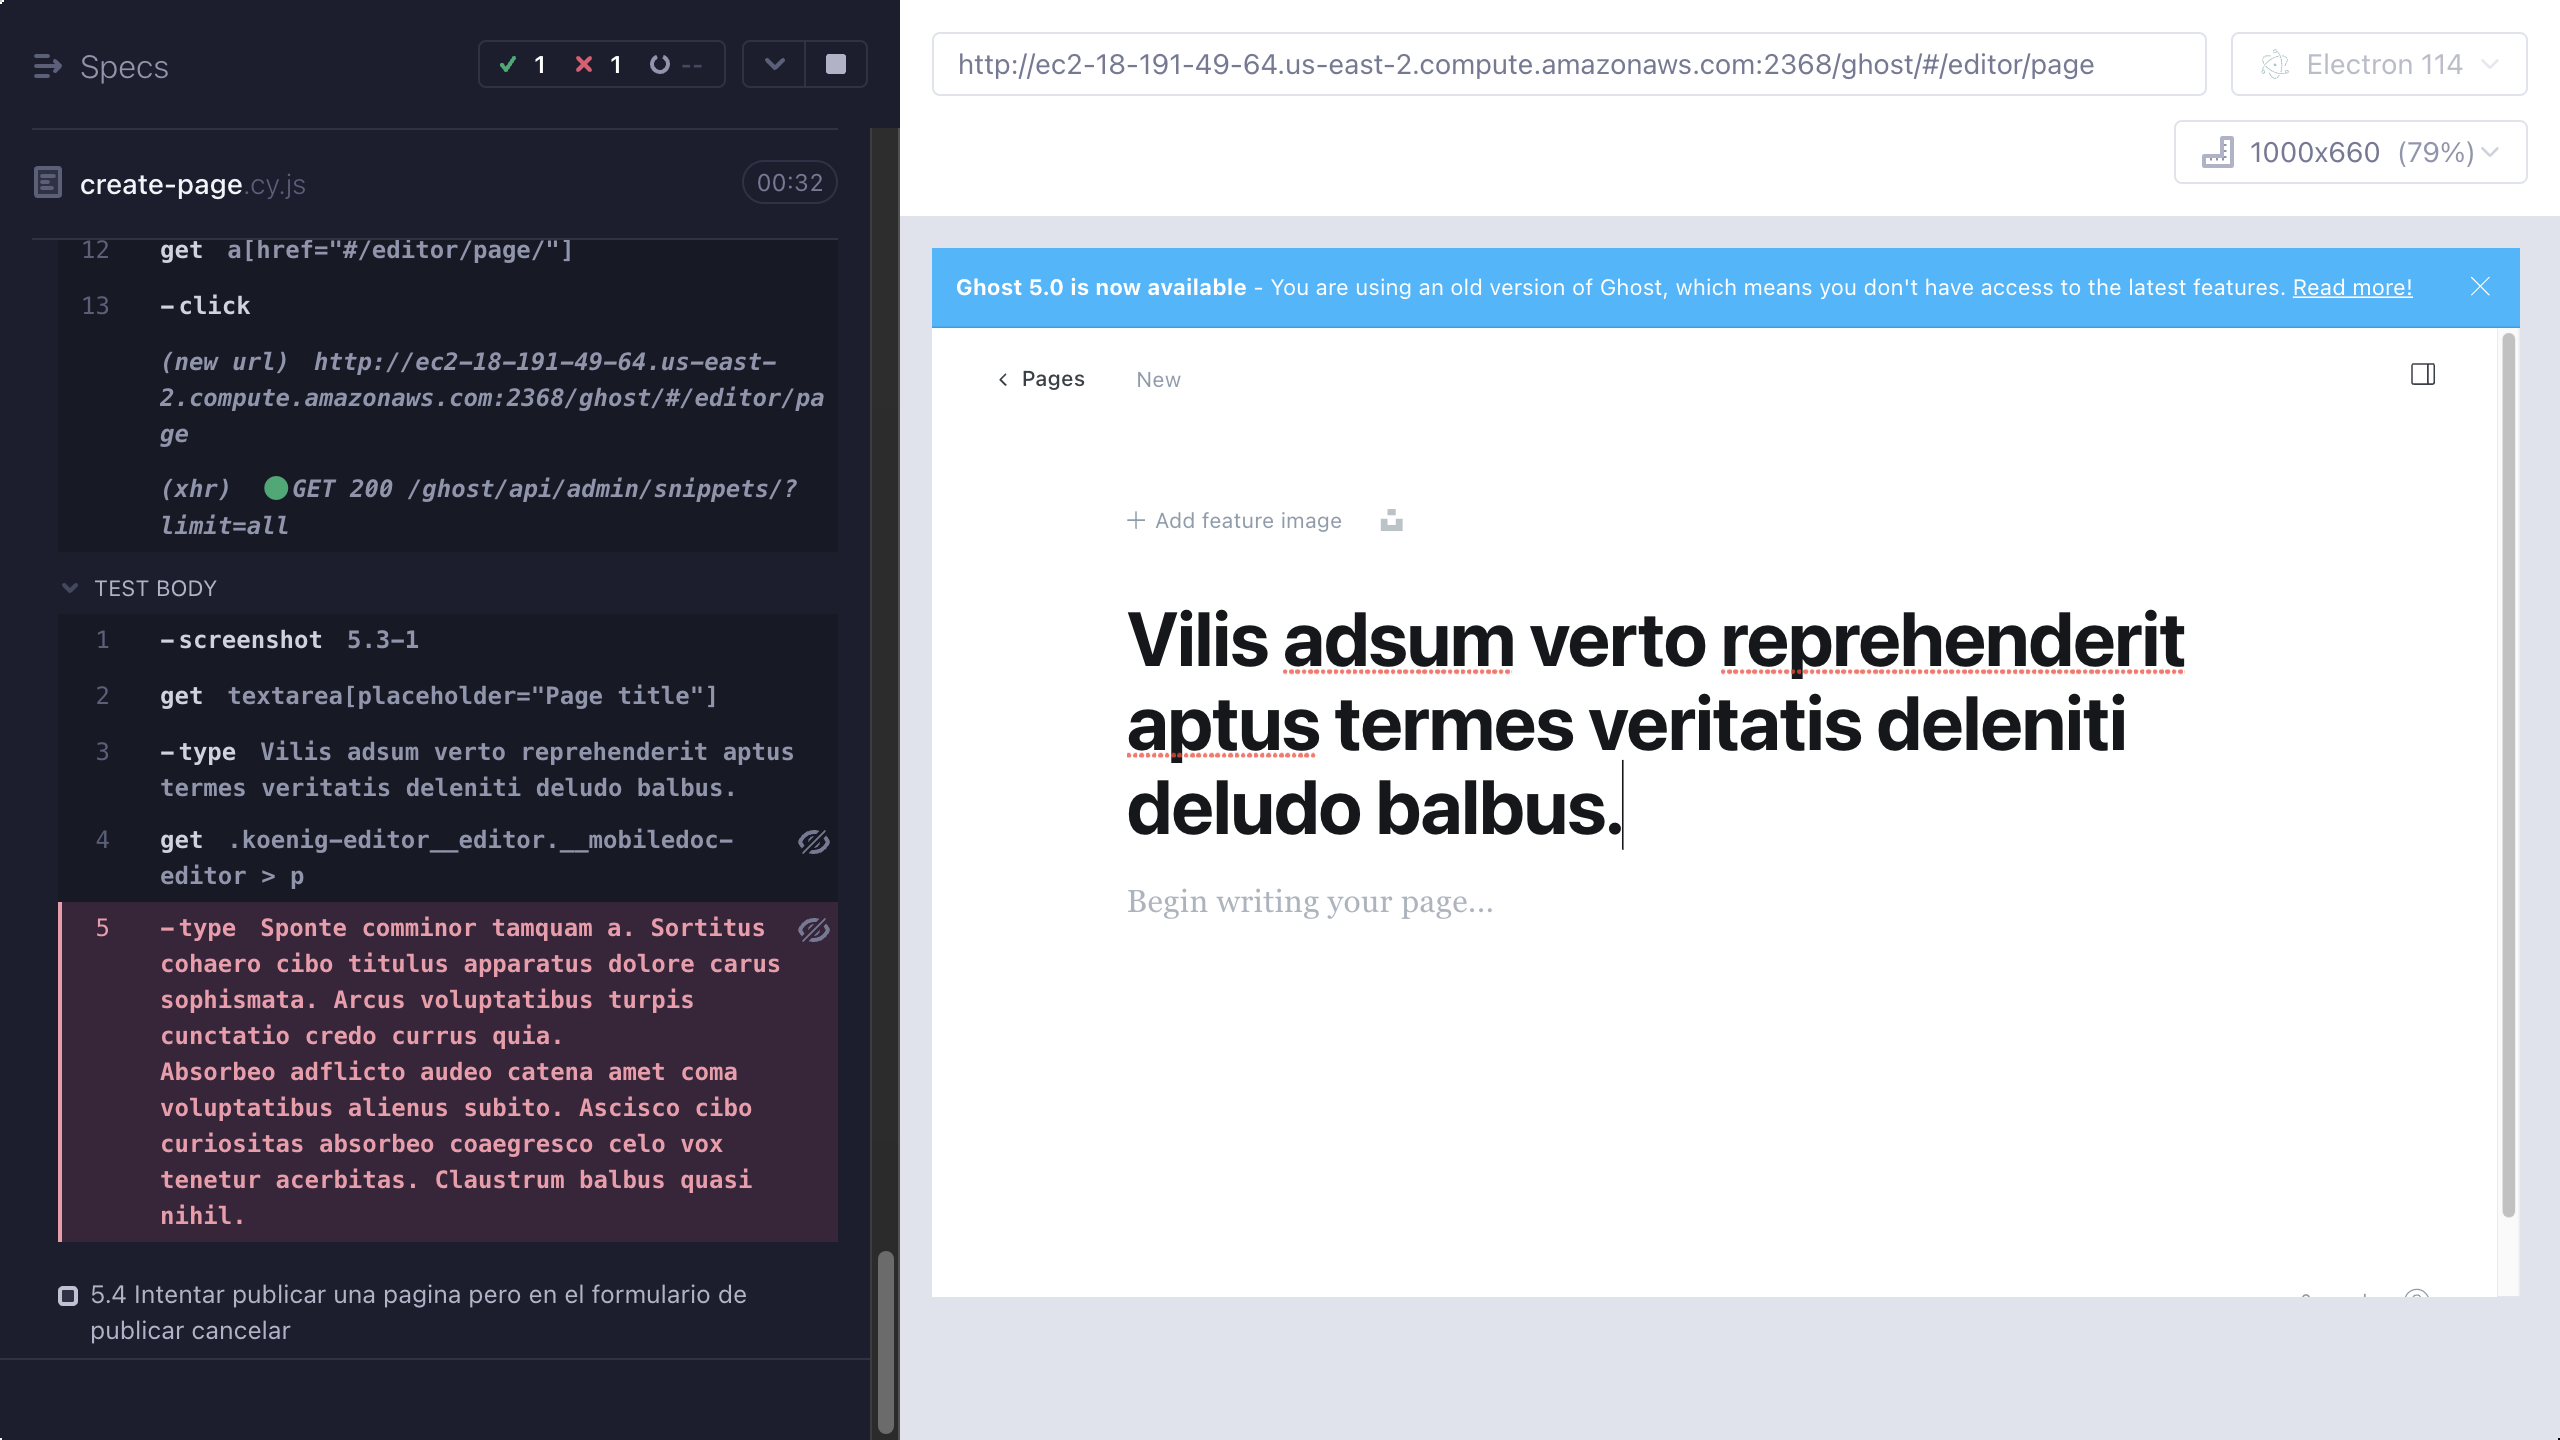 Specs
1
1
--
create-page.cy.js
00:32
12 get a[href="#/editor/page/"]
13 -click
(new url) http://ec2-18-191-49-64.us-east-
2.compute.amazonaws.com:2368/ghost/#/editor/pa
ge
(xhr) GET 200 /ghost/api/admin/snippets/?
limit=all
TEST BODY
1 -screenshot 5.3-1
2 get textarea[placeholder="Page title"]
3 -type Vilis adsum verto reprehenderit aptus
termes veritatis deleniti deludo balbus.
4 get .koenig-editor__editor.__mobiledoc-
editor > p
5 -type Sponte comminor tamquam a. Sortitus
cohaero cibo titulus apparatus dolore carus
sophismata. Arcus voluptatibus turpis
cunctatio credo currus quia.
Absorbeo adflicto audeo catena amet coma
voluptatibus alienus subito. Ascisco cibo
curiositas absorbeo coaegresco celo vox
tenetur acerbitas. Claustrum balbus quasi
nihil.
5.4 Intentar publicar una pagina pero en el formulario de
publicar cancelar
http://ec2-18-191-49-64.us-east-2.compute.amazonaws.com:2368/ghost/#/editor/page
Electron 114
1000x660 (79%)
Ghost 5.0 is now available - You are using an old version of Ghost, which means you don't have access to the latest features. Read more!
Pages
New
Add feature image
Vilis adsum verto reprehenderit
aptus termes veritatis deleniti
deludo balbus.
Begin writing your page...